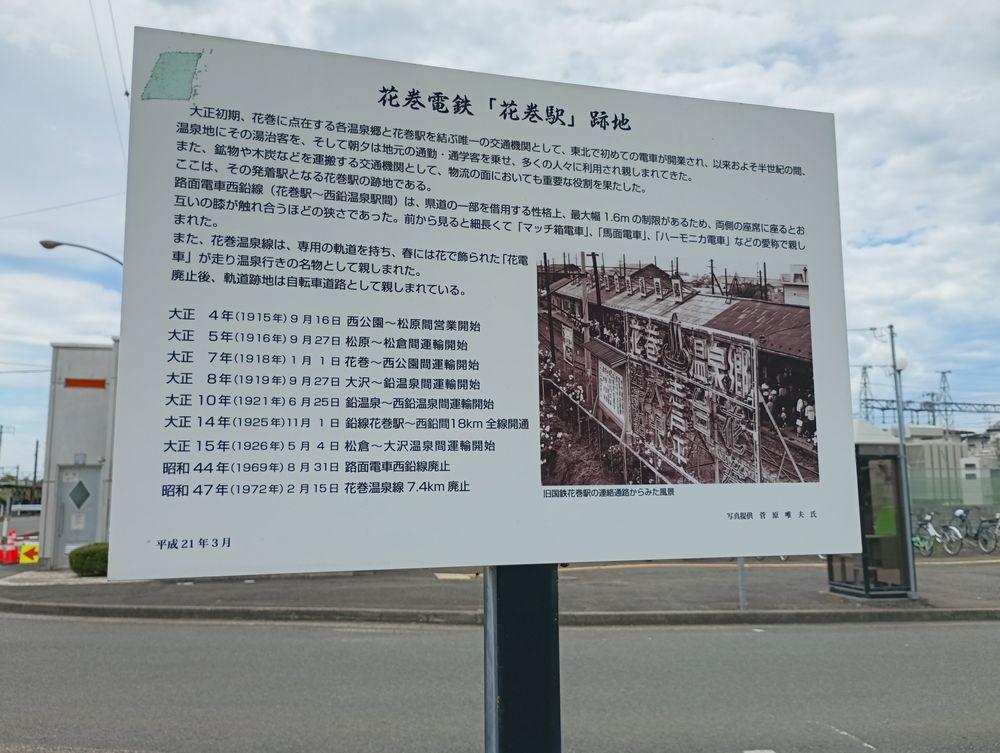 花巻電鉄「花巻駅」跡地
大正初期、花巻に点在する各温泉郷と花巻駅を結ぶ唯一の交通機関として、東北で初めての電車が開業され、以来およそ半世紀の間、
温泉地にその湯治客を、そして朝夕は地元の通勤・通学客を乗せ、多くの人々に利用され親しまれてきた。
また、鉱物や木炭などを運搬する交通機関として、物流の面においても重要な役割を果たした。
ここは、その発着駅となる花巻駅の跡地である。
路面電車西鉛線（花巻駅〜西鉛温泉駅間）は、県道の一部を借用する性格上、最大幅1.6mの制限があるため、両側の座席に座るとお
互いの膝が触れ合うほどの狭さであった。前から見ると細長くて「マッチ箱電車」、「馬面電車」、「ハーモニカ電車」などの愛称で親し
まれた。
また、花巻温泉線は、専用の軌道を持ち、春には花で飾られた「花電
車」が走り温泉行きの名物として親しまれた。
廃止後、軌道跡地は自転車道路として親しまれている。
大正 4年(1915年)9月16日 西公園〜松原間営業開始
大正 5年(1916年)9月27日 松原〜松倉間運輸開始
大正 7年(1918年)1月1日 花巻〜西公園間運輸開始
大正 8年(1919年)9月27日 大沢〜鉛温泉間運輸開始
大正 10年(1921年)6月25日 鉛温泉〜西鉛温泉間運輸開始
大正 14年(1925年)11月1日 鉛線花巻駅〜西鉛間18km全線開通
大正 15年(1926年)5月4日 松倉〜大沢温泉間運輸開始
昭和 44年(1969年)8月31日 路面電車西鉛線廃止
昭和 47年(1972年)2月15日 花巻温泉線7.4km廃止
花巻温泉郷
旧国鉄花巻駅の連絡通路からみた風景
写真提供 菅原唯夫氏
平成21年3月